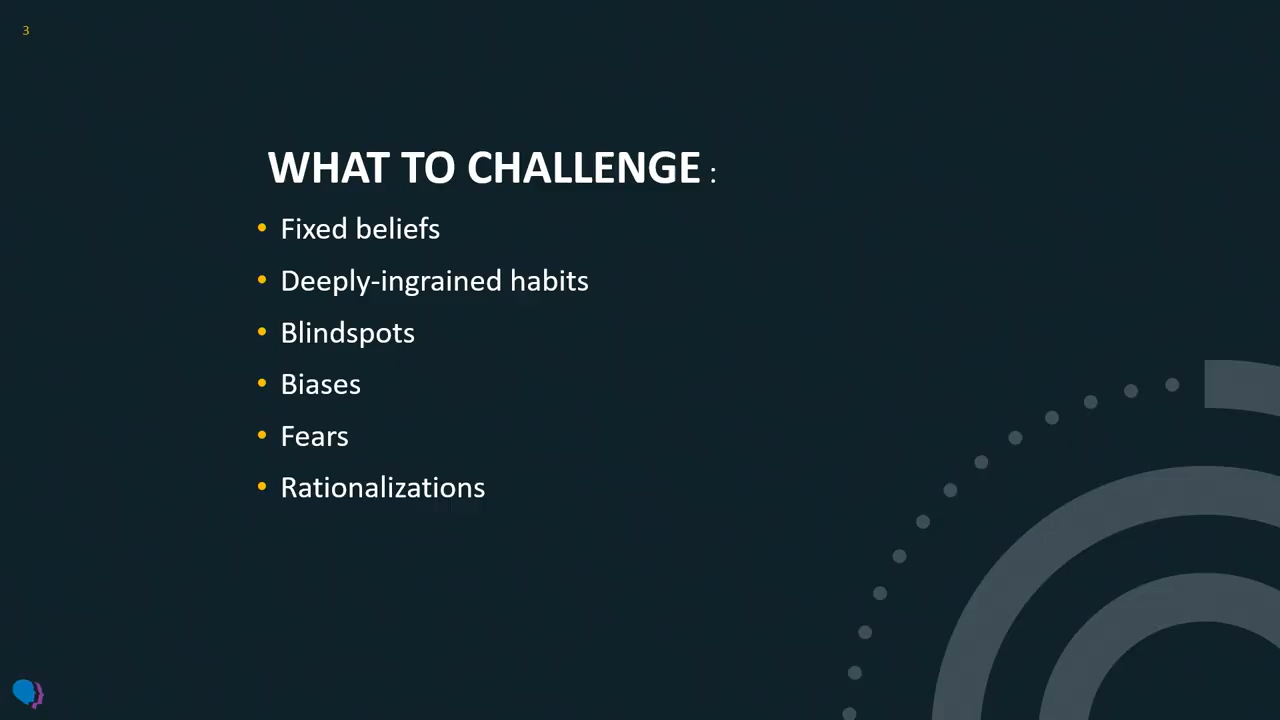 3
WHAT TO CHALLENGE :
• Fixed beliefs
• Deeply-ingrained habits
• Blindspots
• Biases
• Fears
• Rationalizations